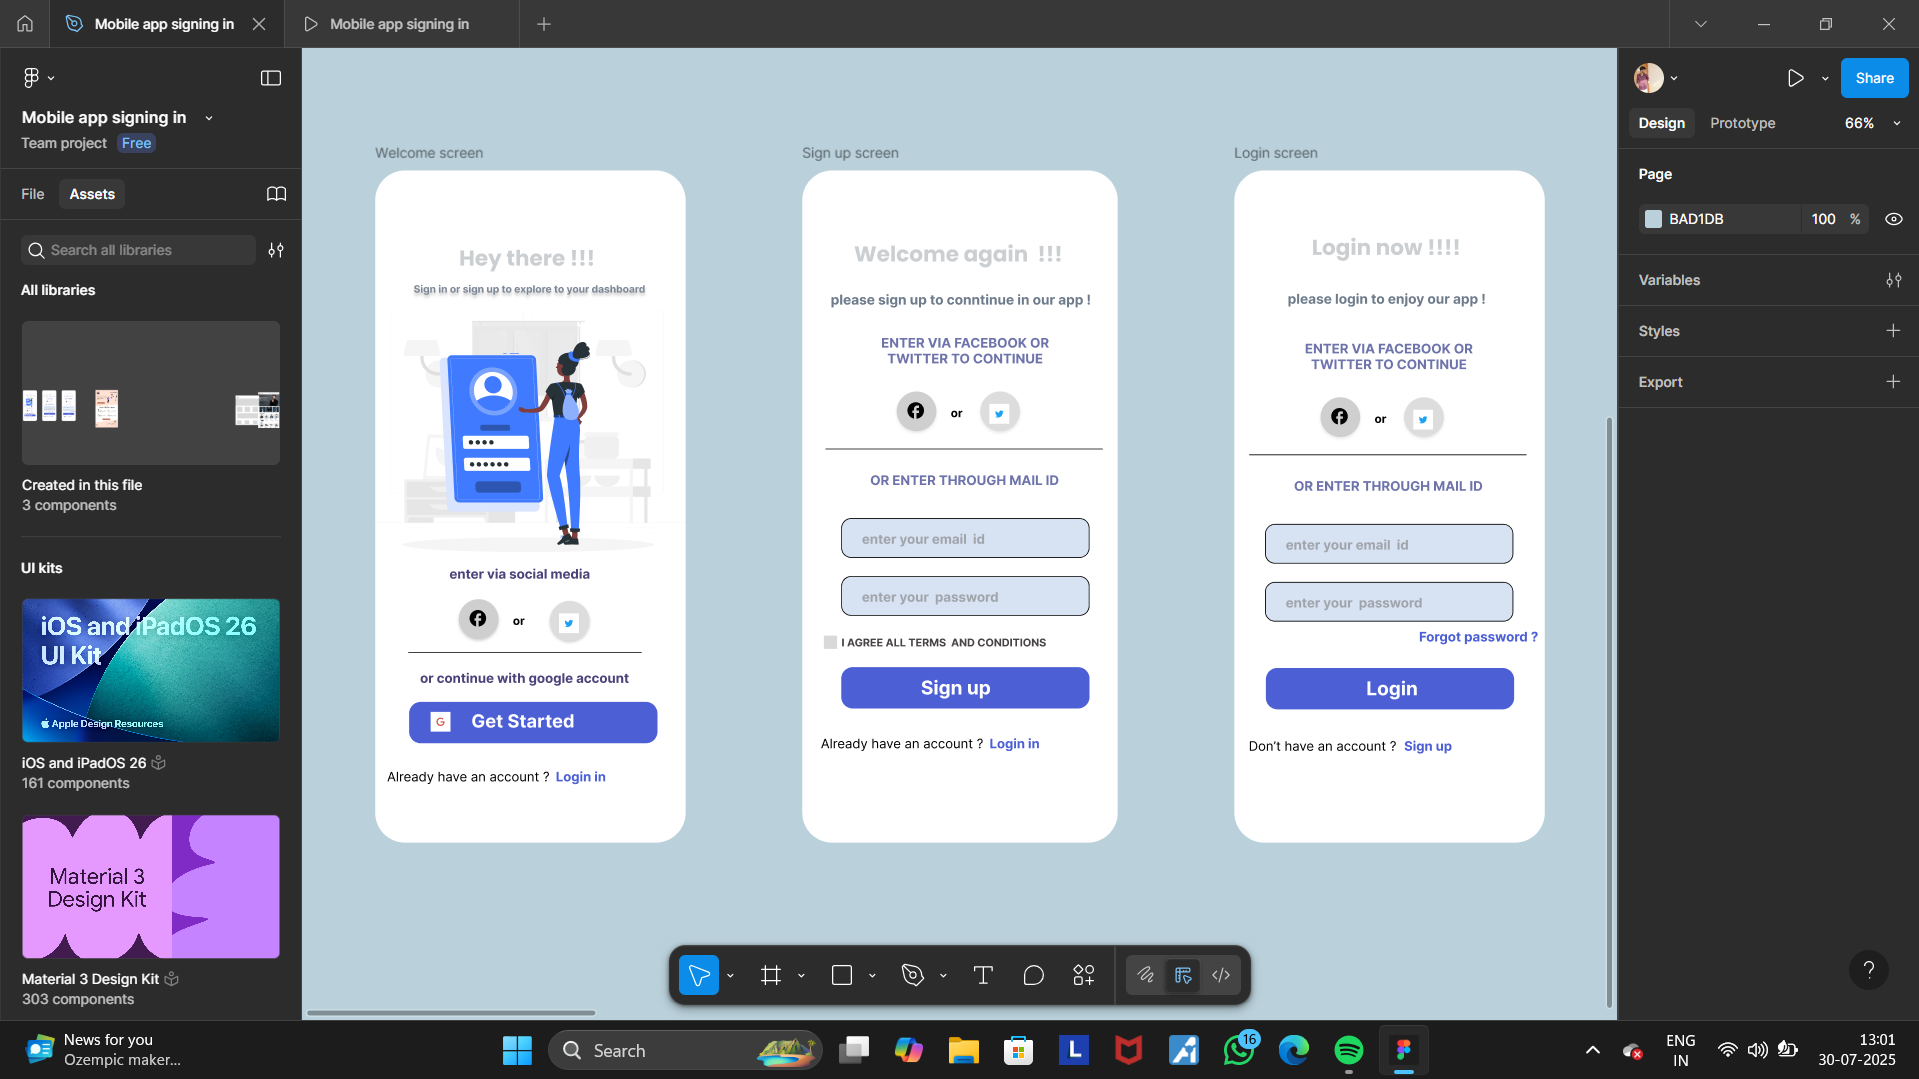 Mobile app signing in
Mobile app signing in
Mobile app signing in
Team project
Free
File
Assets
Search all libraries
All libraries
Created in this file
3 components
UI kits
iOS and iPadOS 26
UI Kit
Apple Design Resources
iOS and iPadOS 26
161 components
Material 3
Design Kit
Material 3 Design Kit
303 components
Welcome screen
Hey there !!!
Sign in or sign up to explore to your dashboard
enter via social media
or
or continue with google account
G
Get Started
Already have an account ? Login in
Sign up screen
Welcome again !!!
please sign up to conntinue in our app !
ENTER VIA FACEBOOK OR
TWITTER TO CONTINUE
or
OR ENTER THROUGH MAIL ID
enter your email id
enter your password
I AGREE ALL TERMS AND CONDITIONS
Sign up
Already have an account ? Login in
Login screen
Login now !!!!
please login to enjoy our app !
ENTER VIA FACEBOOK OR
TWITTER TO CONTINUE
or
OR ENTER THROUGH MAIL ID
enter your email id
enter your password
Forgot password ?
Login
Don't have an account ? Sign up
Share
Design
Prototype
66%
Page
BAD1DB
100
%
Variables
Styles
Export
?
News for you
Ozempic maker...
Search
L
16
ENG
IN
13:01
30-07-2025